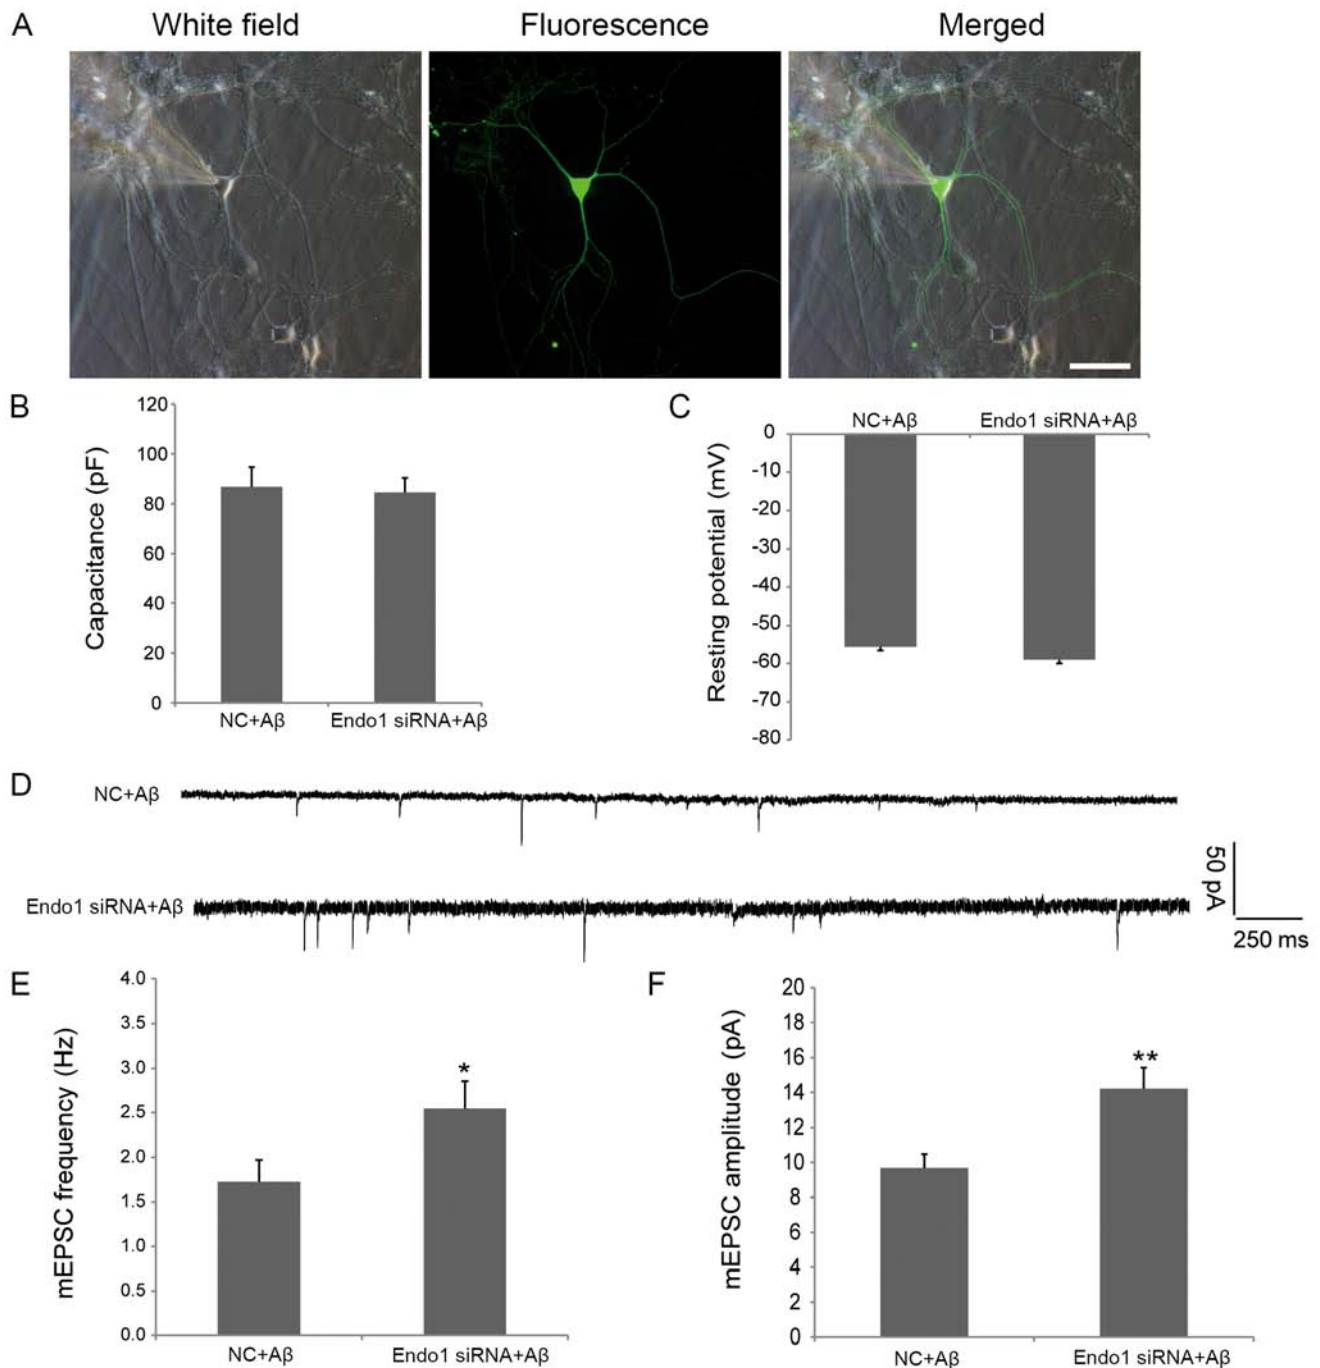 A
White field
Fluorescence
Merged
B
Capacitance (pF)
120
100
80
60
40
20
0
NC+Aβ
Endo1 siRNA+Aβ
C
Resting potential (mV)
NC+Aβ
Endo1 siRNA+Aβ
0
-10
-20
-30
-40
-50
-60
-70
-80
D
NC+Aβ
Endo1 siRNA+Aβ
50 pA
250 ms
E
mEPSC frequency (Hz)
4.0
3.5
3.0
2.5
2.0
1.5
1.0
0.5
0.0
*
NC+Aβ
Endo1 siRNA+Aβ
F
mEPSC amplitude (pA)
20
18
16
14
12
10
8
6
4
2
0
**
NC+Aβ
Endo1 siRNA+Aβ